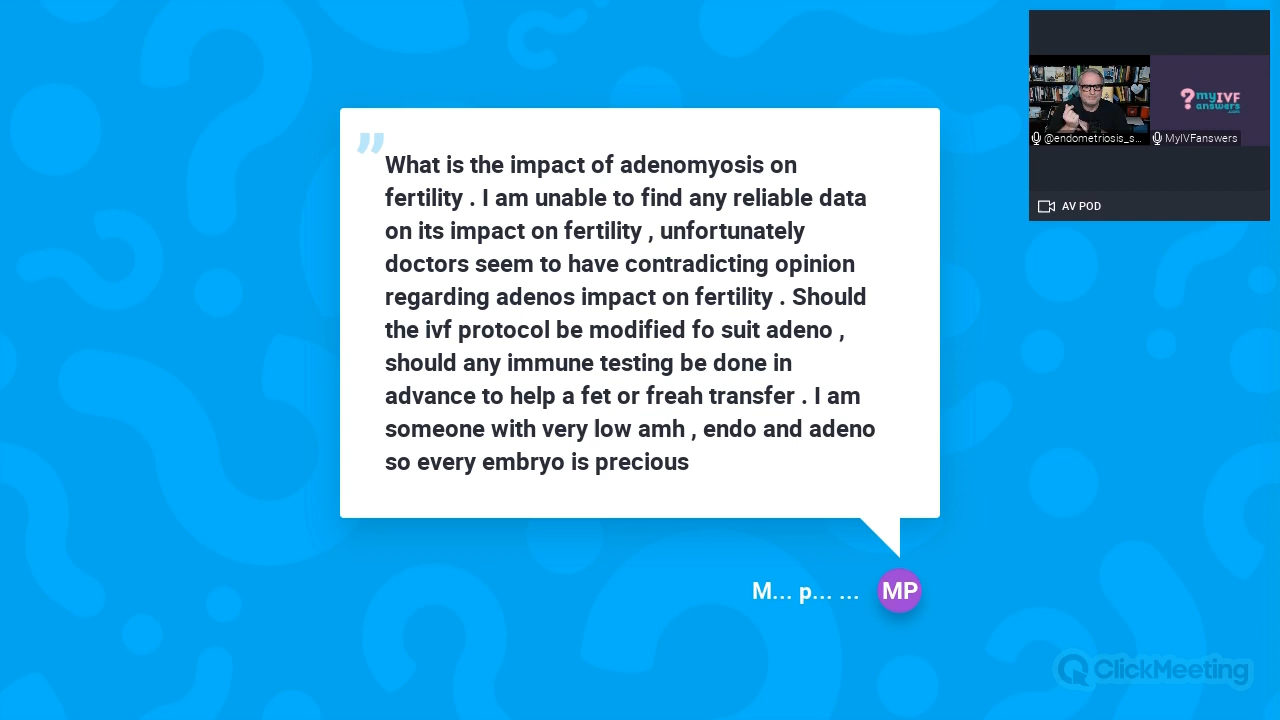 What is the impact of adenomyosis on
fertility . I am unable to find any reliable data
on its impact on fertility , unfortunately
doctors seem to have contradicting opinion
regarding adenos impact on fertility . Should
the ivf protocol be modified fo suit adeno ,
should any immune testing be done in
advance to help a fet or freah transfer . I am
someone with very low amh , endo and adeno
so every embryo is precious
M... p... ...
MP
?myIVF
answers
@endometriosis_s...
MyIVFanswers
AV POD
ClickMeeting